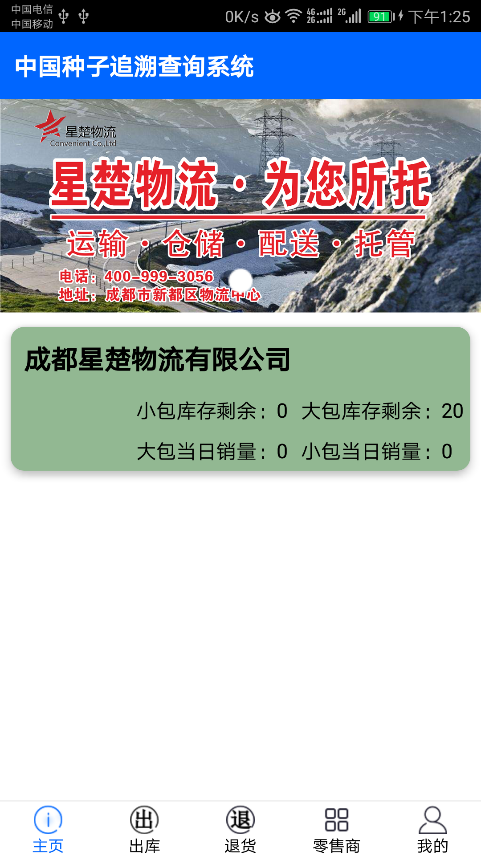 中国电信
中国移动
0K/s 4G 2G 2G 91 下午1:25
中国种子追溯查询系统
星楚物流
Convenient Co.,Ltd
星楚物流·为您所托
运输·仓储·配送·托管
电话：400-999-3056
地址：成都市新都区物流中心
成都星楚物流有限公司
小包库存剩余：0 大包库存剩余：20
大包当日销量：0 小包当日销量：0
出 退
主页 出库 退货 零售商 我的